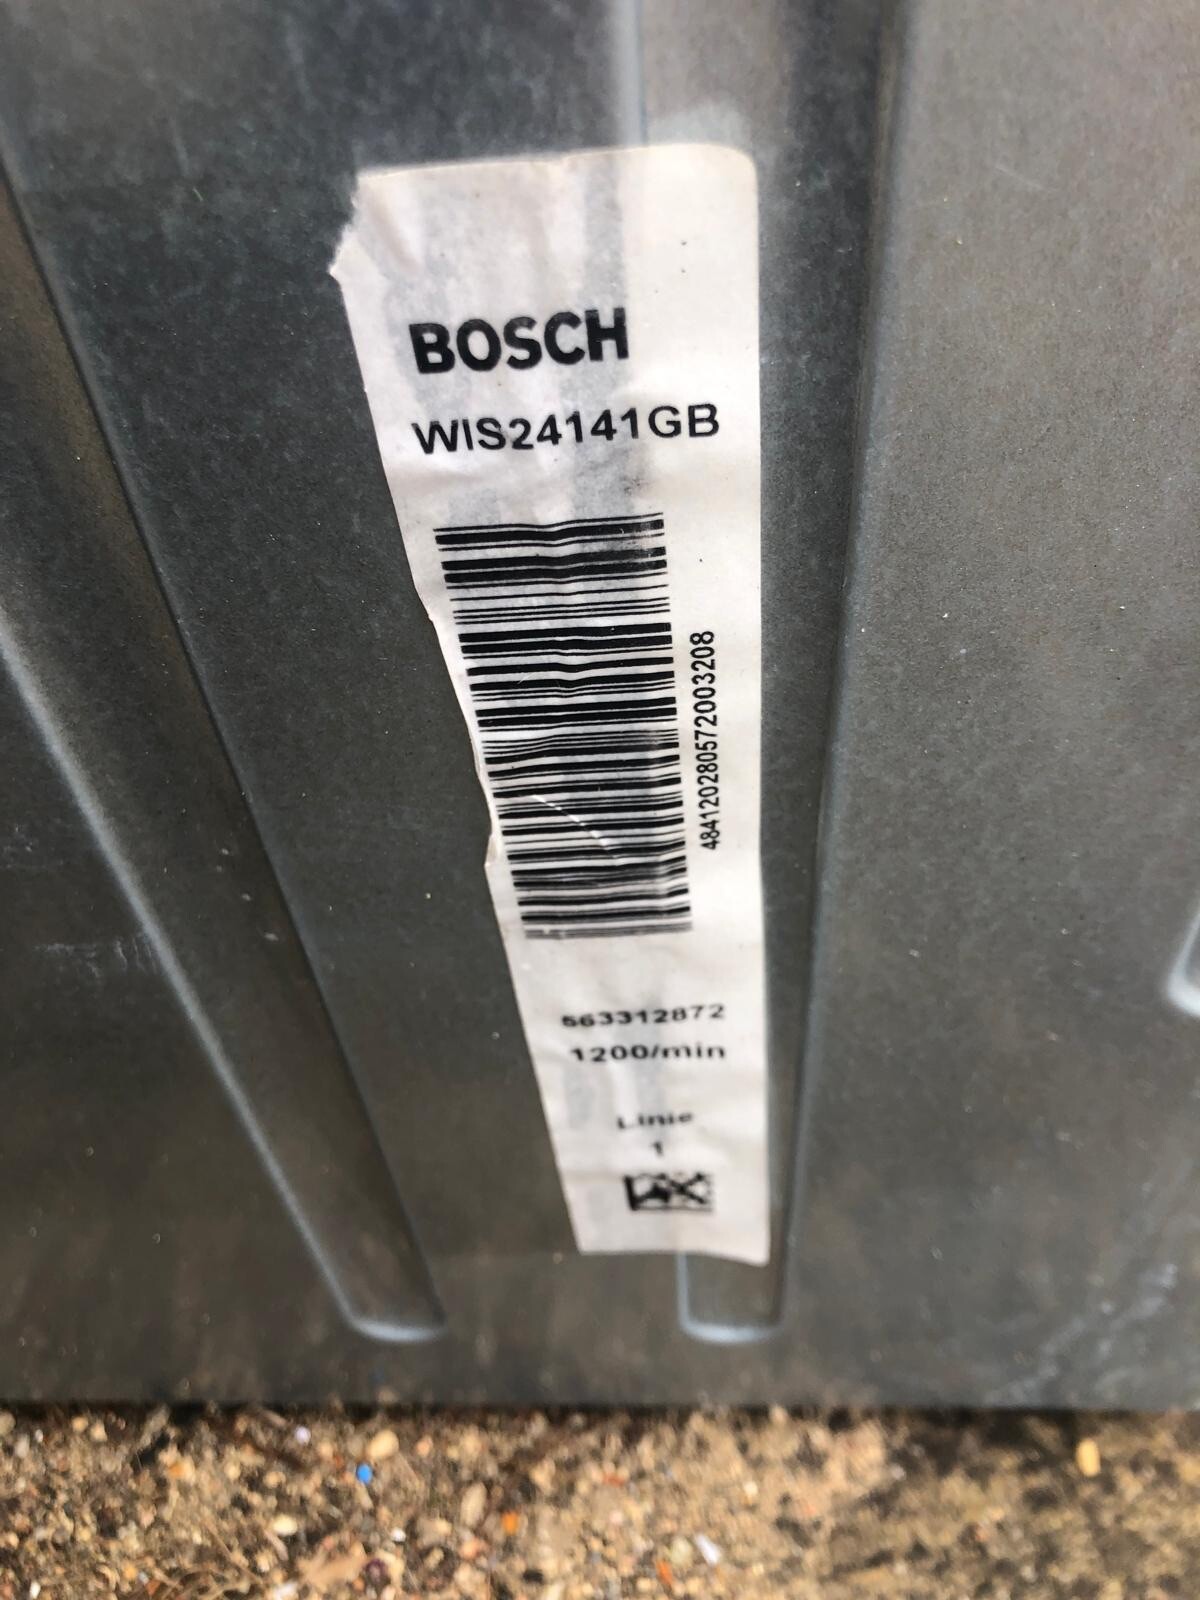 BOSCH
WIS24141GB
484120280572003208
563312872
1200/min
Linie
1